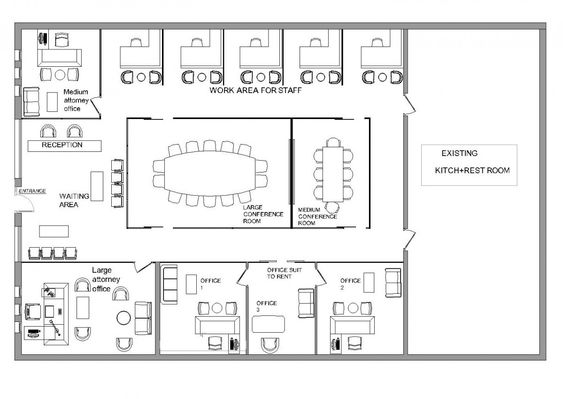 WORK AREA FOR STAFF
Medium
attorney
office
RECEPTION
EXISTING
KITCH+REST ROOM
ENTRANCE
WAITING
AREA
LARGE
CONFERENCE
ROOM
MEDIUM
CONFERENCE
ROOM
Large
attorney
office
OFFICE
1
OFFICE SUIT
TO RENT
OFFICE
3
OFFICE
2